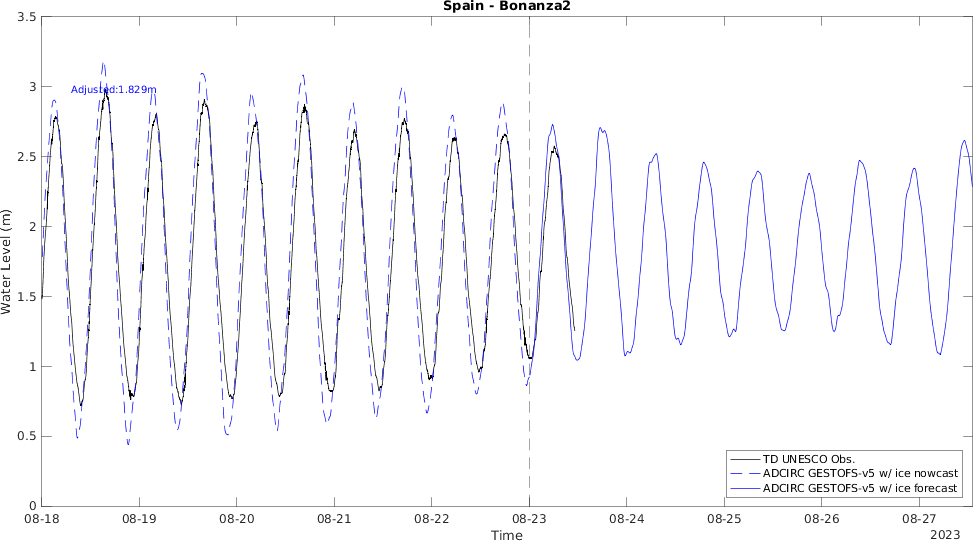 Spain - Bonanza2
3.5
3
2.5
2
1.5
1
0.5
0
Water Level (m)
Adjusted:1.829m
TD UNESCO Obs.
ADCIRC GESTOFS-v5 w/ ice nowcast
ADCIRC GESTOFS-v5 w/ ice forecast
08-18 08-19 08-20 08-21 08-22 08-23 08-24 08-25 08-26 08-27
Time
2023